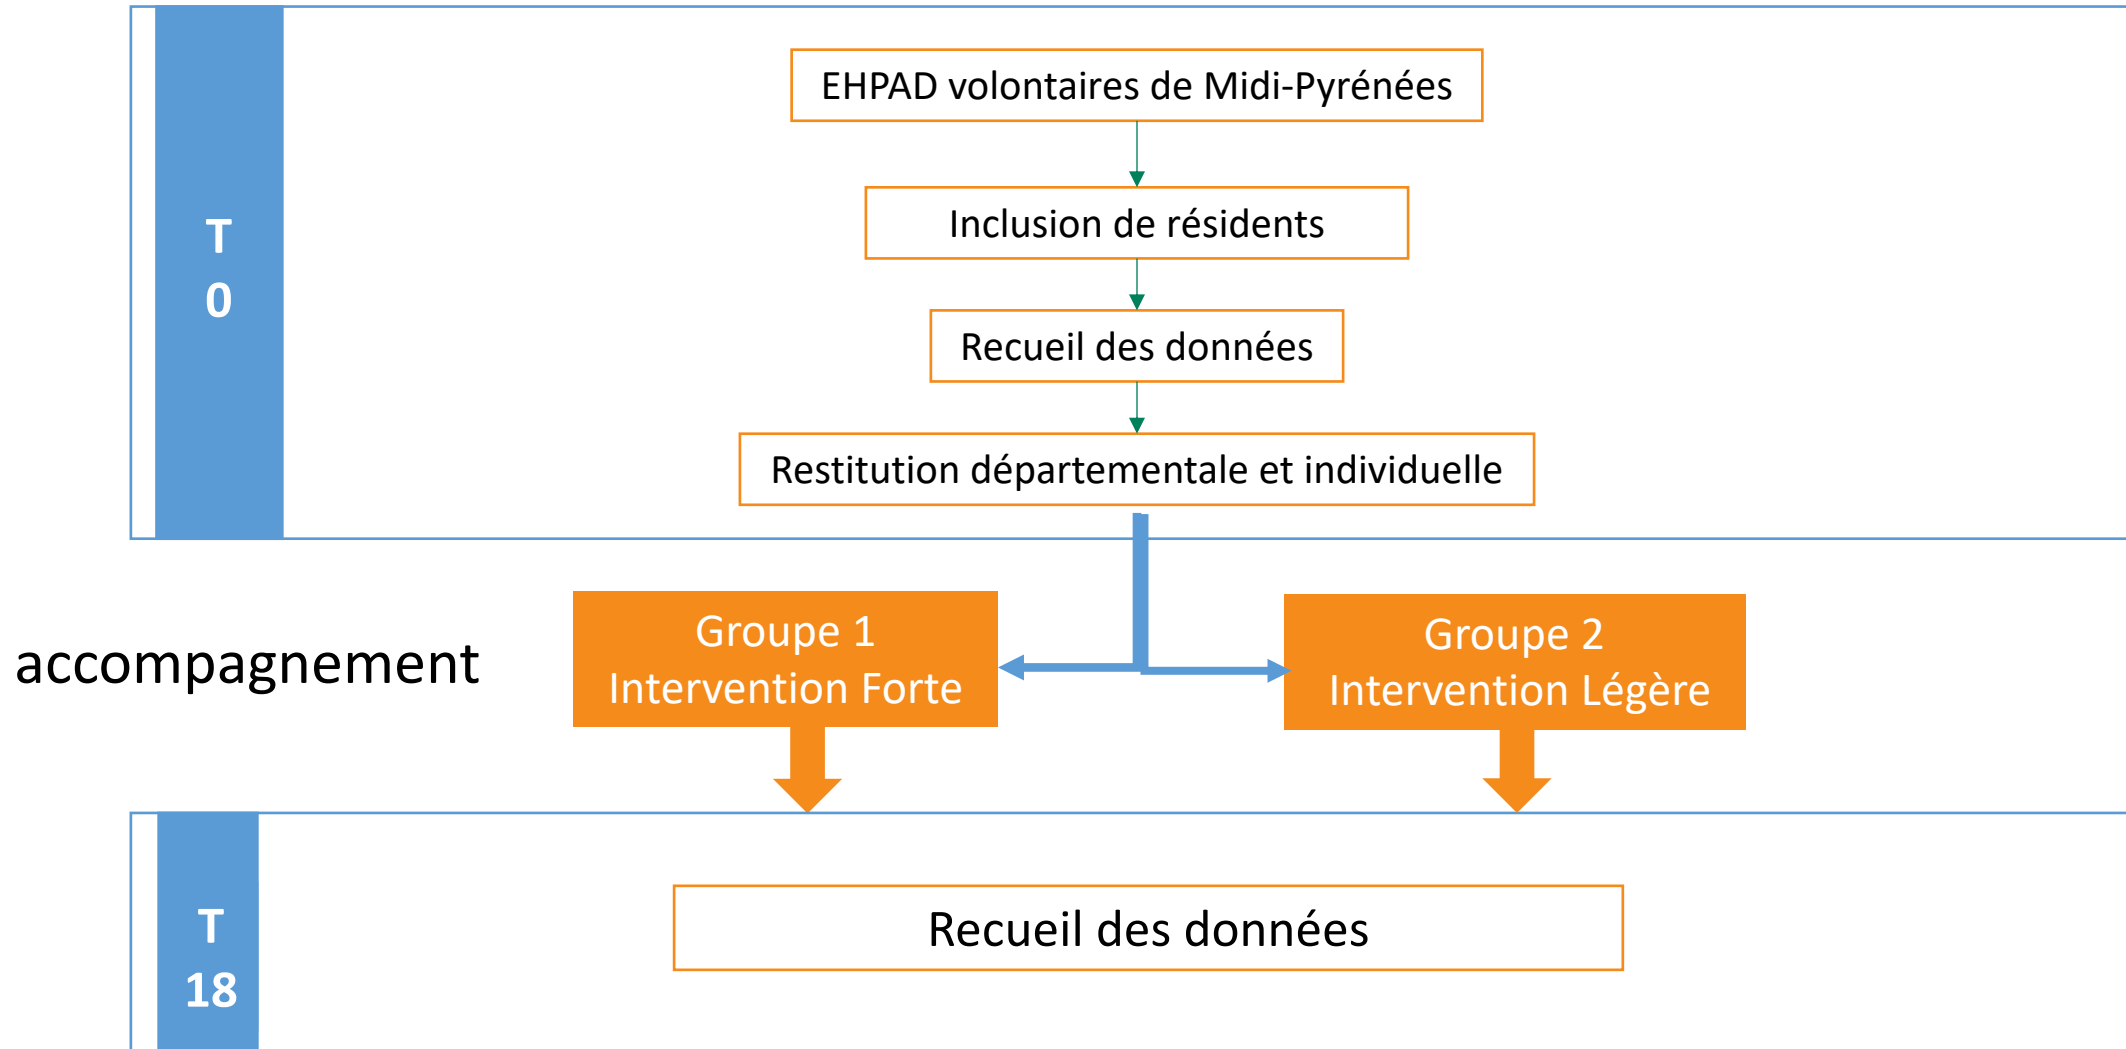 EHPAD volontaires de Midi-Pyrénées
Inclusion de résidents
T
0
Recueil des données
Restitution départementale et individuelle
accompagnement
Groupe 1
Intervention Forte
Groupe 2
Intervention Légère
T
18
Recueil des données